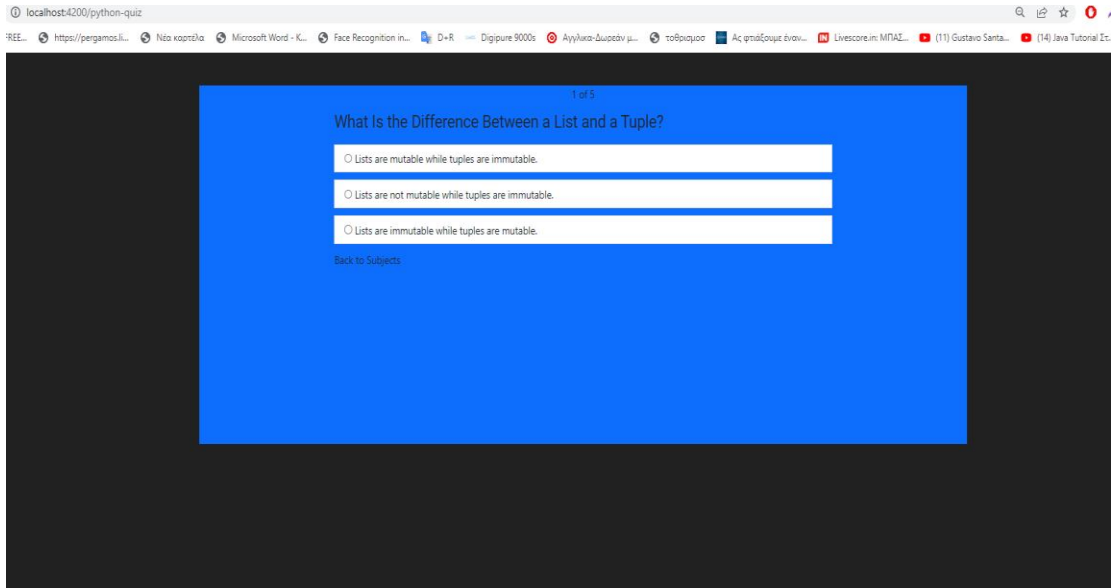 localhost:4200/python-quiz
FREE... https://pergamos.li... Νέα καρτέλα Microsoft Word - K... Face Recognition in... D+R Digipure 9000s Αγγλικα-Δωρεάν μ... τοθρισμοσ Ας φτιάξουμε έναν... Livescore.in: ΜΠΑΣ... (11) Gustavo Santa... (14) Java Tutorial Στ...
1 of 5
What Is the Difference Between a List and a Tuple?
Lists are mutable while tuples are immutable.
Lists are not mutable while tuples are immutable.
Lists are immutable while tuples are mutable.
Back to Subjects